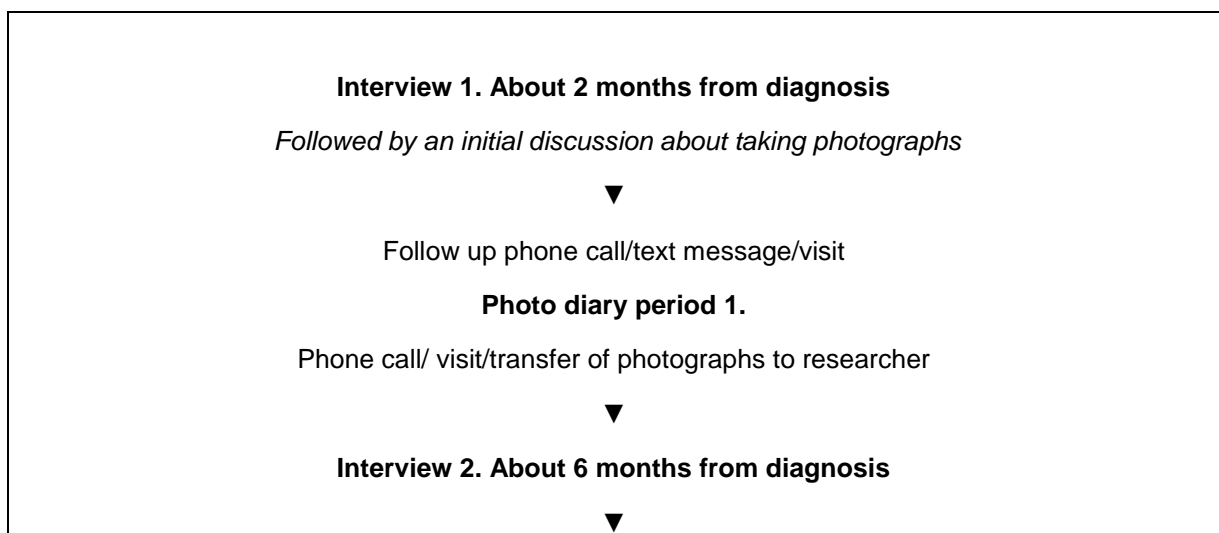 Interview 1. About 2 months from diagnosis
Followed by an initial discussion about taking photographs
▼
Follow up phone call/text message/visit
Photo diary period 1.
Phone call/ visit/transfer of photographs to researcher
▼
Interview 2. About 6 months from diagnosis
▼